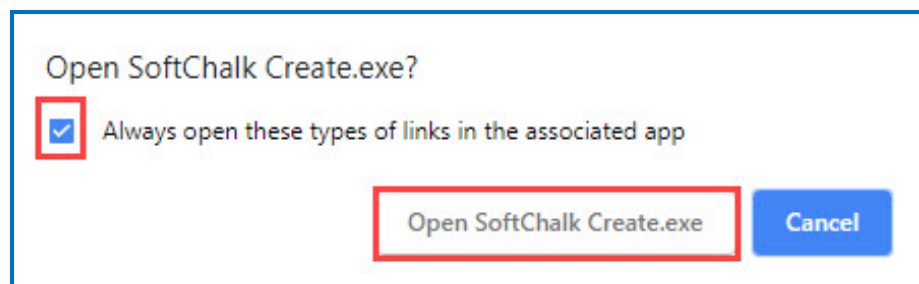 Open SoftChalk Create.exe?
Always open these types of links in the associated app
Open SoftChalk Create.exe
Cancel